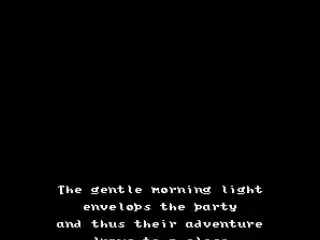 The gentle morning light
envelops the party
and thus their adventure